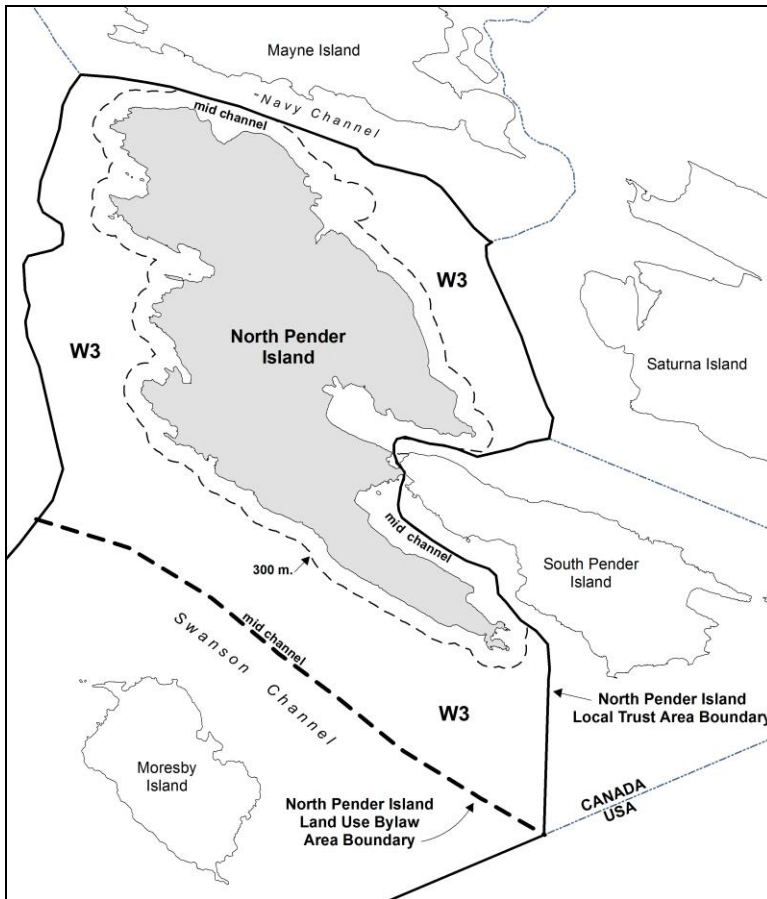 Mayne Island
Navy Channel
mid channel
W3
North Pender
Island
W3
Saturna Island
mid channel
South Pender
Island
300 m.
mid channel
Swanson Channel
W3
North Pender Island
Local Trust Area Boundary
Moresby
Island
North Pender Island
Land Use Bylaw
Area Boundary
CANADA
USA